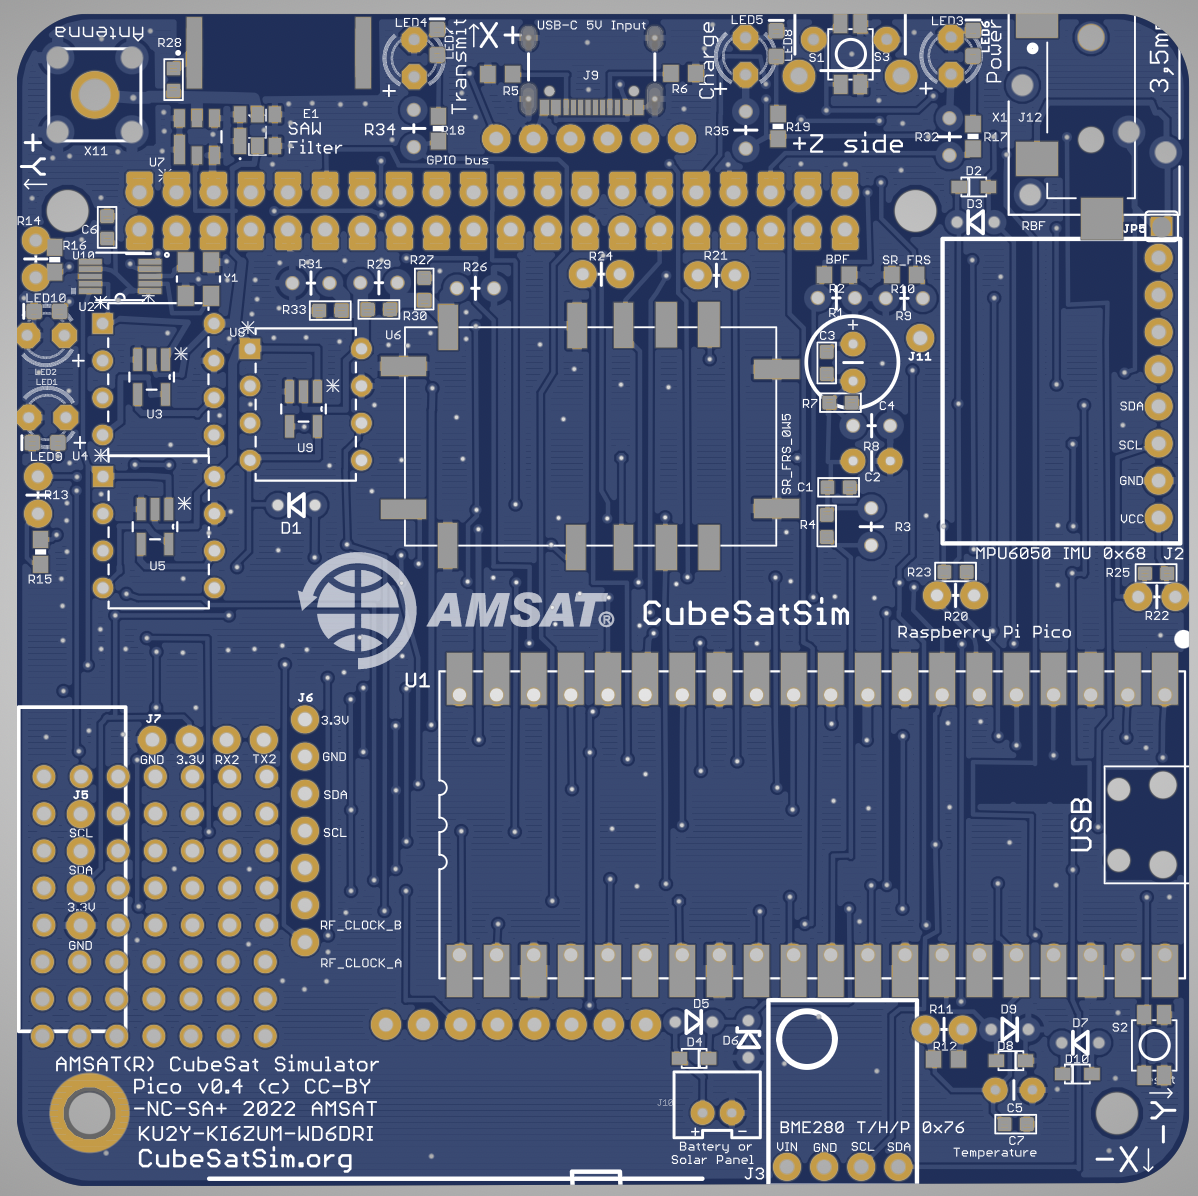 Antenna
R28
LED4
LED7
Transmit
↑X+
USB-C 5V Input
J9
R5
R6
Charge
LED5
LED8
S1
S3
LED3
LED6
Power
3,5mm
X1
J12
X11
+
Y
←
U7
E1
SAW
Filter
R34
R18
GPIO bus
R35
R19
+Z side
R32
R17
D2
D3
RBF
JP5
R14
R16
C6
U10
Y1
LED10
U2
R31
R29
R27
R26
R33
R30
R24
R21
BPF
SR_FRS
R2
R10
R1
R9
J11
U8
U6
C3
R7
C4
R8
C2
C1
R4
R3
SR_FRS_0W5
LED2
LED1
U3
U9
LED9
U4
R13
U5
R15
D1
SDA
SCL
GND
VCC
MPU6050 IMU 0x68 J2
AMSAT®
CubeSatSim
R23
R20
R25
R22
Raspberry Pi Pico
U1
J6
3.3V
GND
SDA
SCL
RF_CLOCK_B
RF_CLOCK_A
J7
GND 3.3V RX2 TX2
J5
SCL
SDA
3.3V
GND
USB
D5
D4
D6
R11
R12
D9
D8
D7
D10
S2
C5
C7
Temperature
AMSAT(R) CubeSat Simulator
Pico v0.4 (c) CC-BY
-NC-SA+ 2022 AMSAT
KU2Y-KI6ZUM-WD6DRI
CubeSatSim.org
J10
+ -
Battery or
Solar Panel
BME280 T/H/P 0x76
VIN GND SCL SDA
J3
-Y→
-X↓